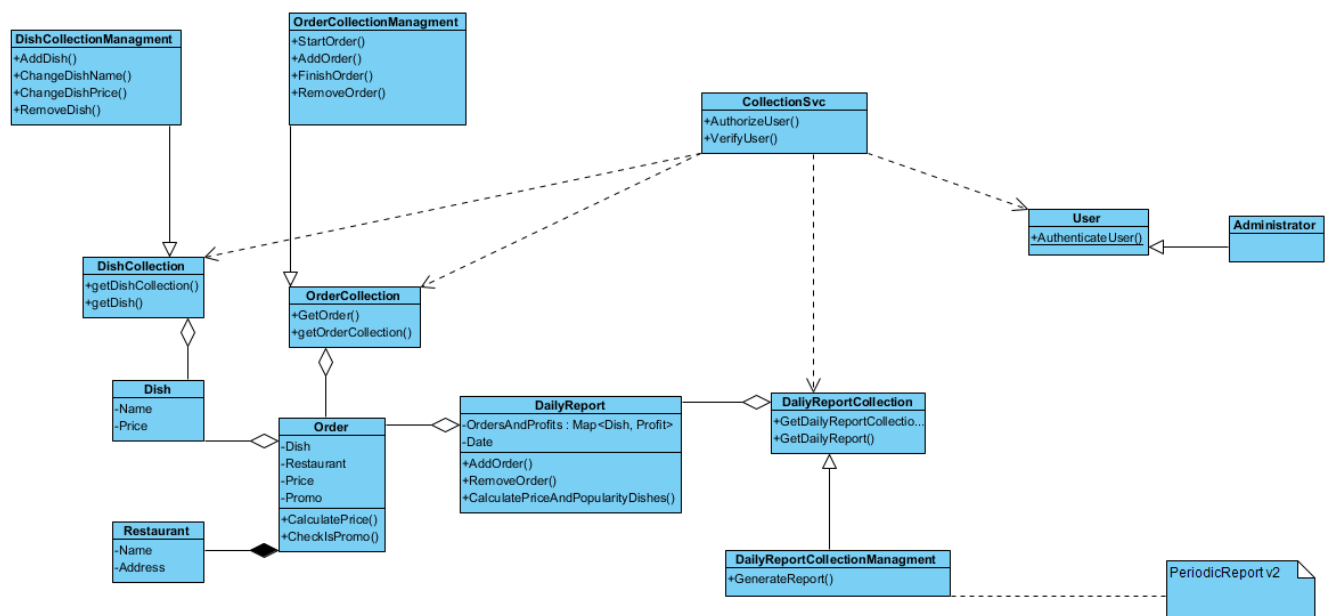 DishCollectionManagment
+AddDish()
+ChangeDishName()
+ChangeDishPrice()
+RemoveDish()
OrderCollectionManagment
+StartOrder()
+AddOrder()
+FinishOrder()
+RemoveOrder()
CollectionSvc
+AuthorizeUser()
+VerifyUser()
User
+AuthenticateUser()
Administrator
DishCollection
+getDishCollection()
+getDish()
OrderCollection
+GetOrder()
+getOrderCollection()
Dish
-Name
-Price
Order
-Dish
-Restaurant
-Price
-Promo
+CalculatePrice()
+CheckIsPromo()
DailyReport
-OrdersAndProfits : Map<Dish, Profit>
-Date
+AddOrder()
+RemoveOrder()
+CalculatePriceAndPopularityDishes()
DaliyReportCollection
+GetDailyReportCollectio...
+GetDailyReport()
Restaurant
-Name
-Address
DailyReportCollectionManagment
+GenerateReport()
PeriodicReport v2